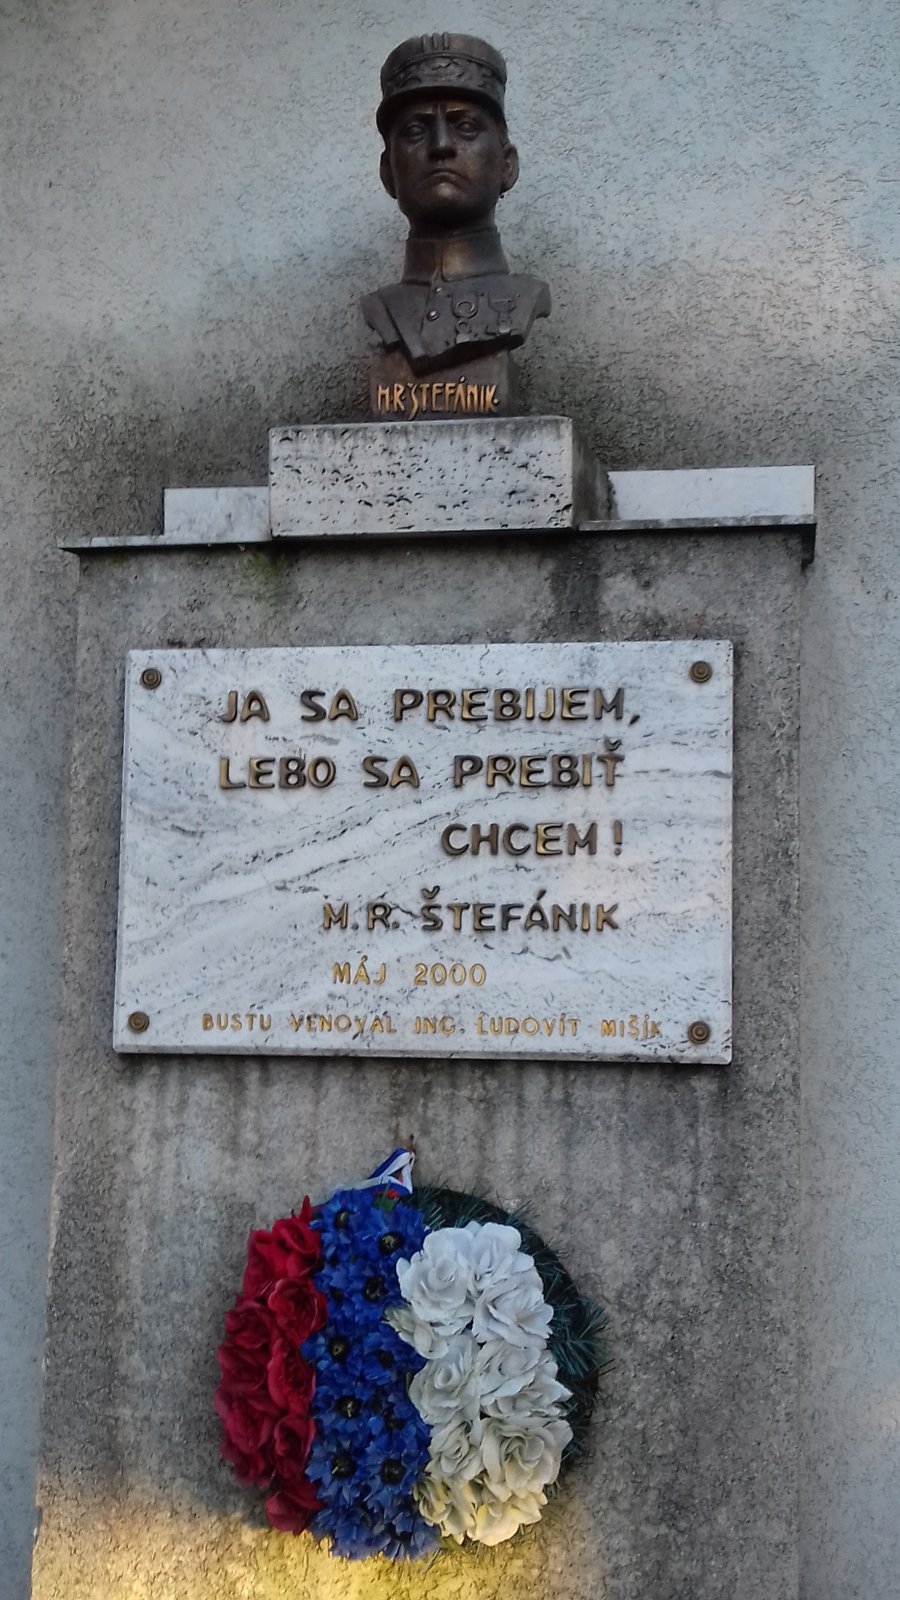 M.R.ŠTEFÁNIK.
JA SA PREBIJEM,
LEBO SA PREBIŤ
CHCEM!
M.R. ŠTEFÁNIK
MÁJ 2000
BUSTU VENOVAL ING. ĽUDOVÍT MIŠÍK